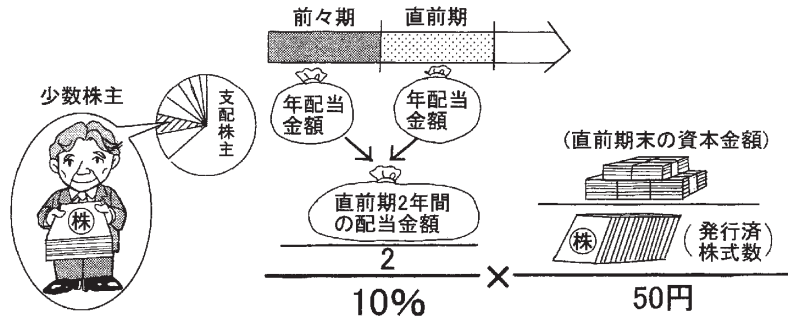 前々期
直前期
少数株主
支配株主
年配当
金額
年配当
金額
直前期2年間
の配当金額
2
10%
×
(直前期末の資本金額)
株
(発行済
株式数)
50円
株